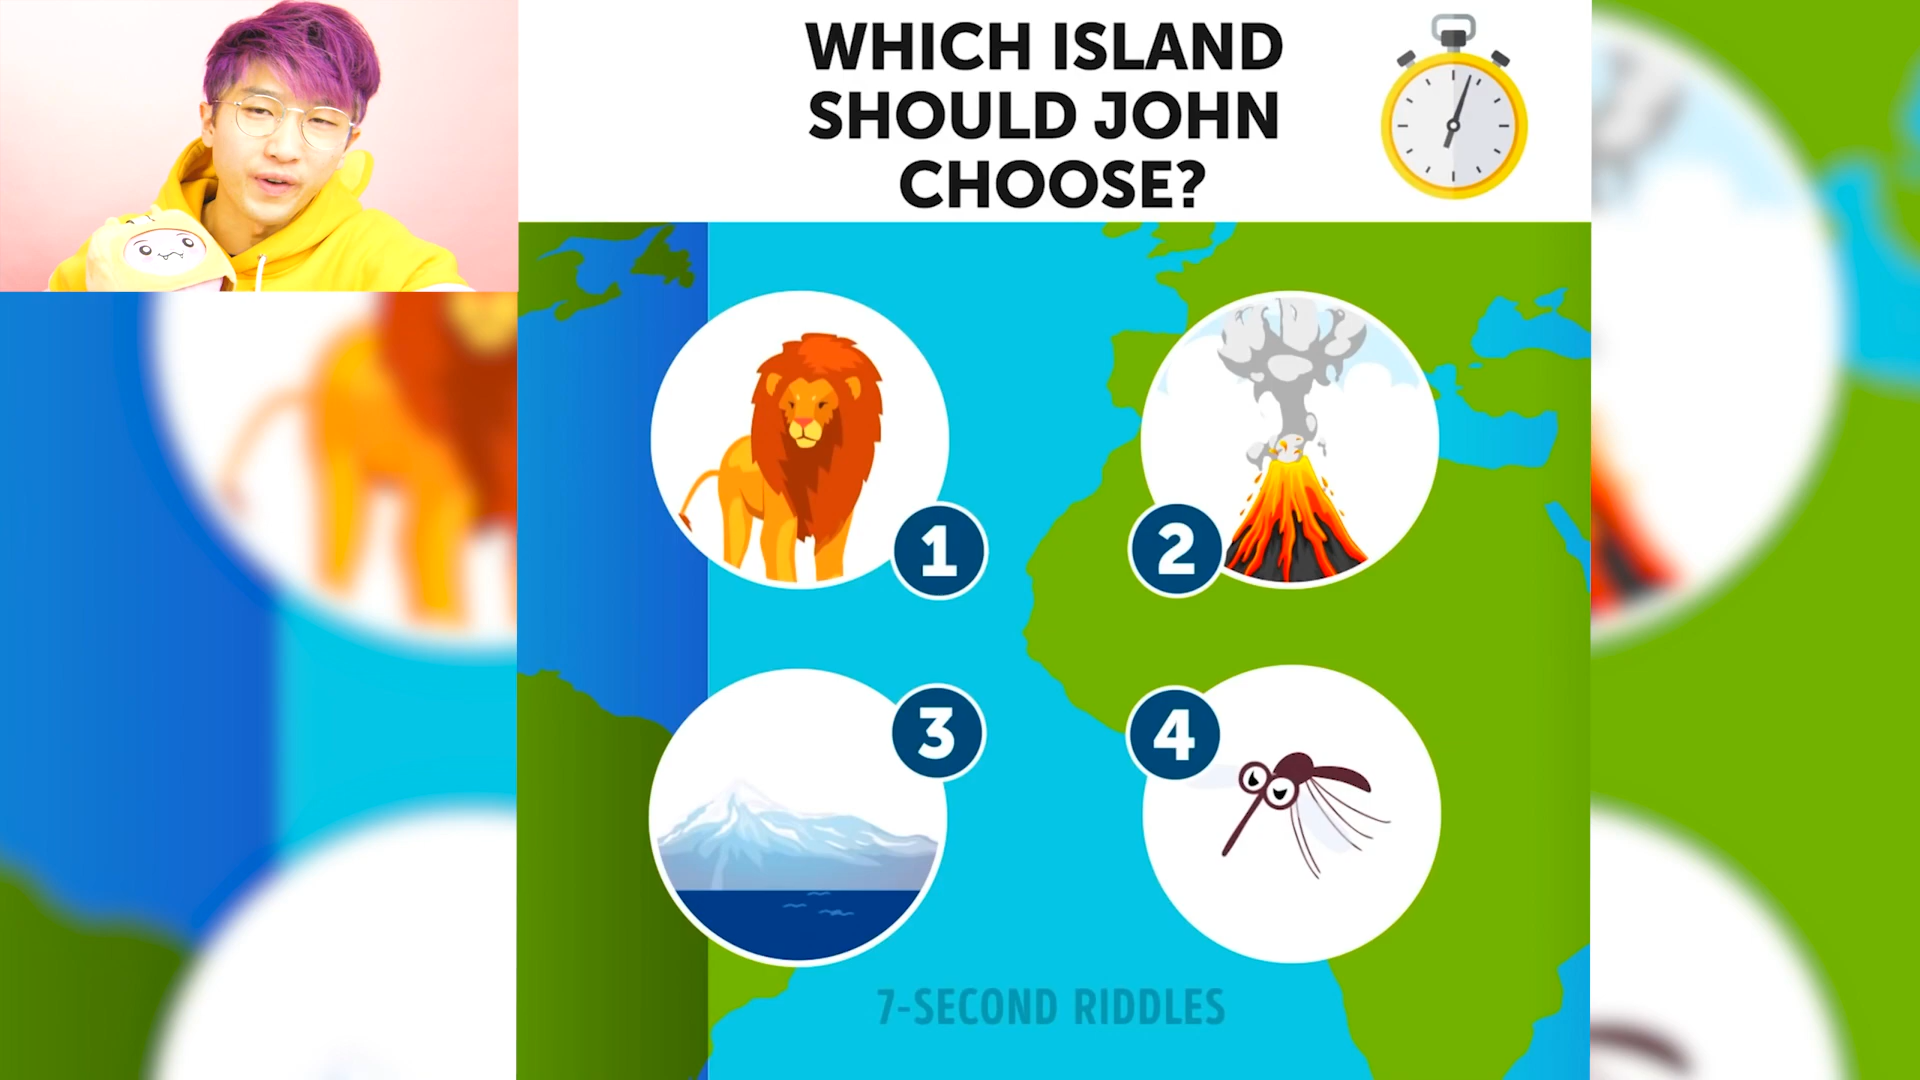 WHICH ISLAND
SHOULD JOHN
CHOOSE?
1
2
3
4
7-SECOND RIDDLES